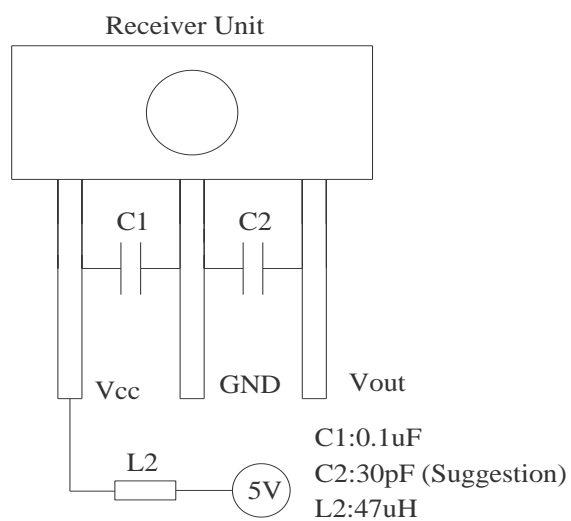 Receiver Unit
C1
C2
Vcc
GND
Vout
L2
5V
C1:0.1uF
C2:30pF (Suggestion)
L2:47uH